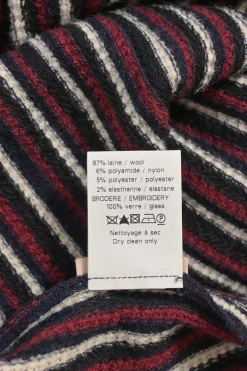 87% laine / wool
6% polyamide / nylon
5% polyester / polyester
2% elasthanne / elastane
BRODERIE / EMBROIDERY
100% verre / glass
Nettoyage à sec
Dry clean only